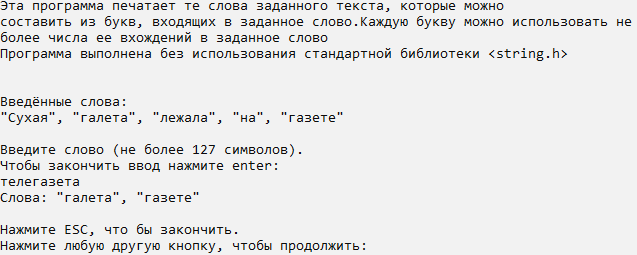 Эта программа печатает те слова заданного текста, которые можно
составить из букв, входящих в заданное слово.Каждую букву можно использовать не
более числа ее вхождений в заданное слово
Программа выполнена без использования стандартной библиотеки <string.h>
Введённые слова:
"Сухая", "галета", "лежала", "на", "газете"
Введите слово (не более 127 символов).
Чтобы закончить ввод нажмите enter:
телегазета
Слова: "галета", "газете"
Нажмите ESC, что бы закончить.
Нажмите любую другую кнопку, чтобы продолжить: